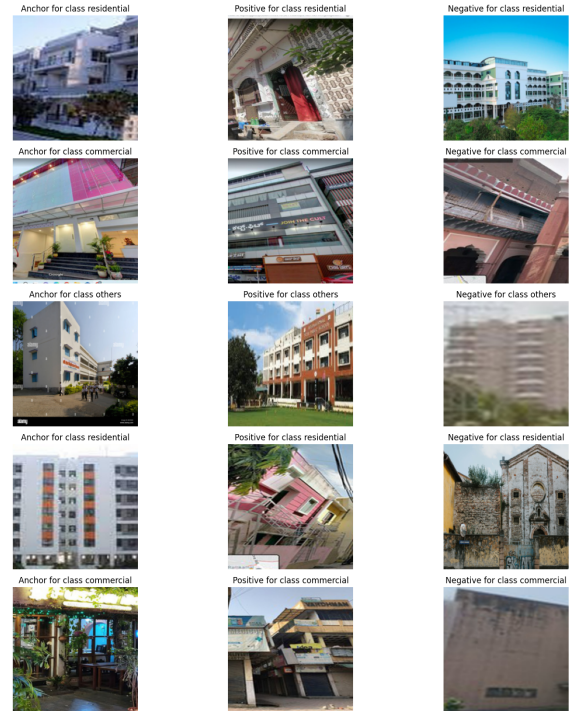 Anchor for class residential
Positive for class residential
Negative for class residential
Anchor for class commercial
Positive for class commercial
Negative for class commercial
Anchor for class others
Positive for class others
Negative for class others
Anchor for class residential
Positive for class residential
Negative for class residential
Anchor for class commercial
Positive for class commercial
Negative for class commercial